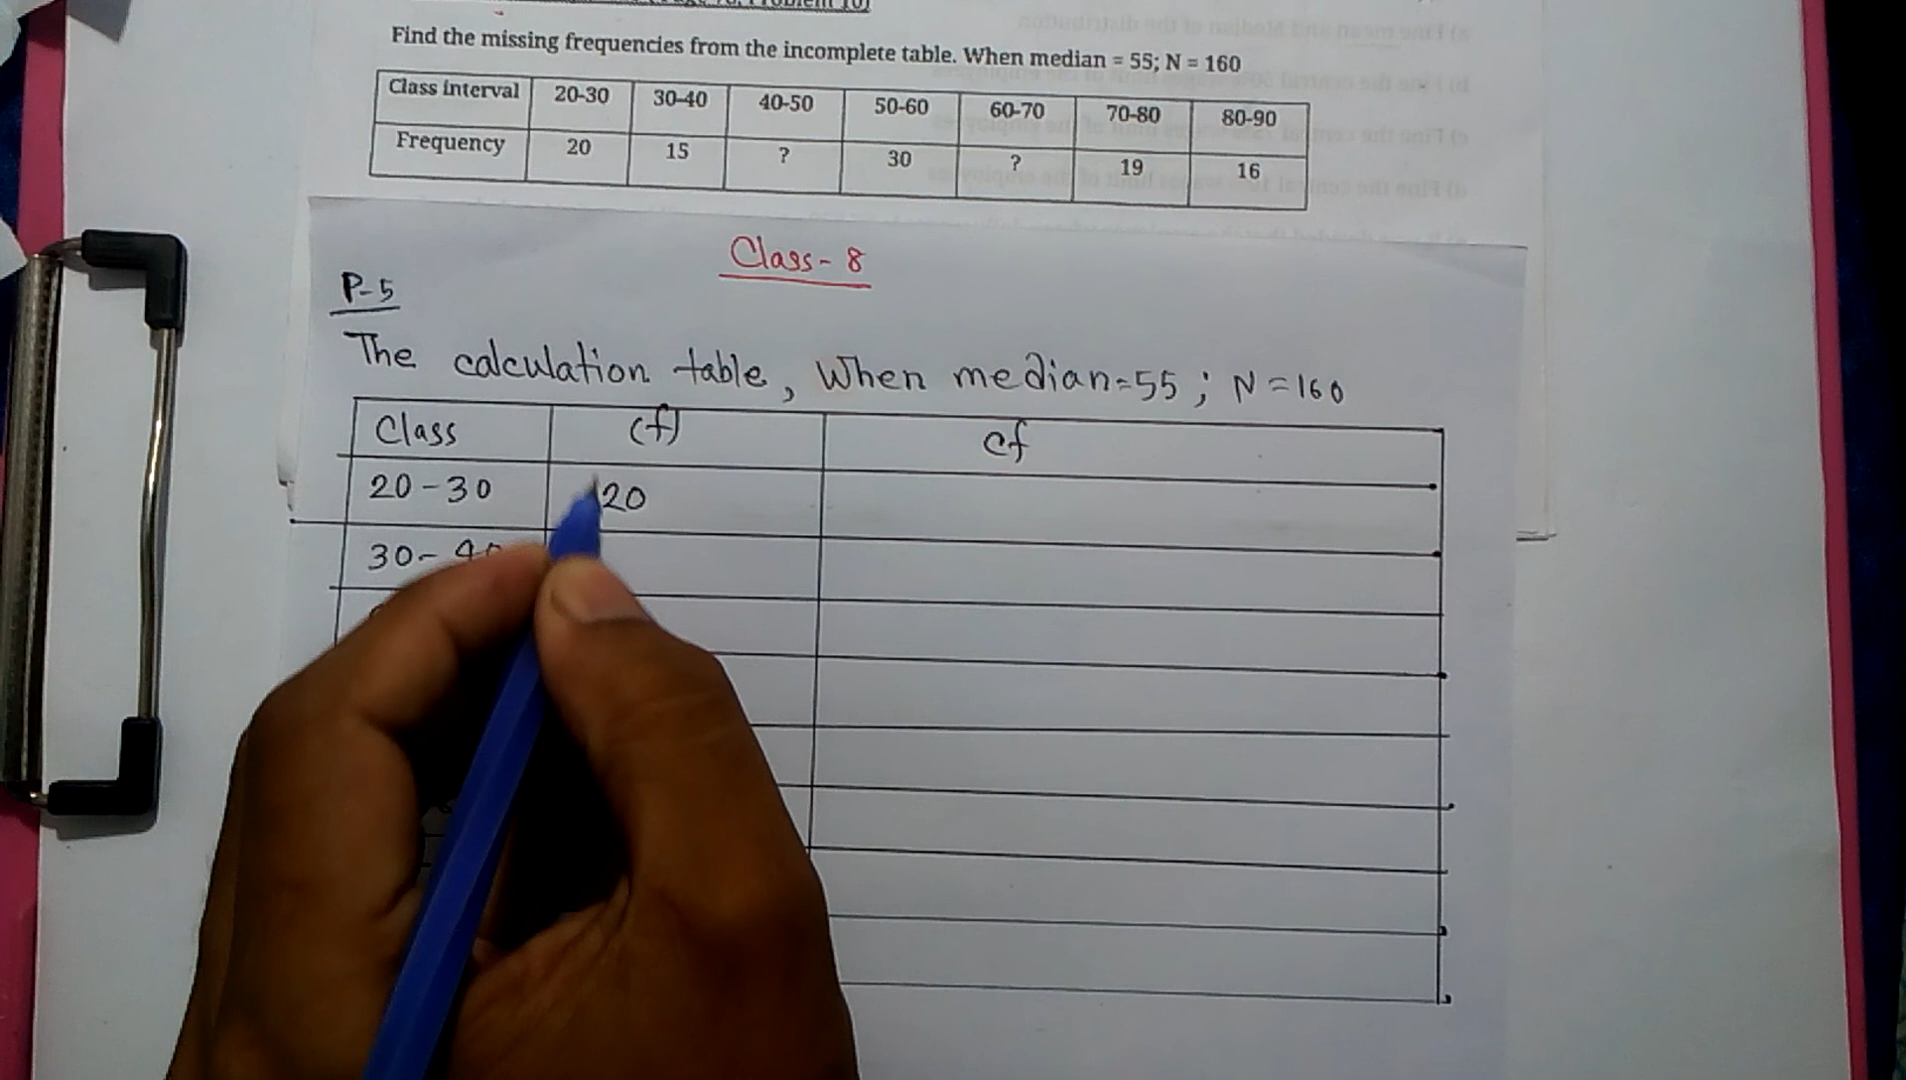 Find the missing frequencies from the incomplete table. When median = 55; N = 160
Class interval 20-30 30-40 40-50 50-60 60-70 70-80 80-90
Frequency 20 15 ? 30 ? 19 16
Class - 8
P-5
The calculation table, When median=55; N=160
Class (f) cf
20-30 20
30-40